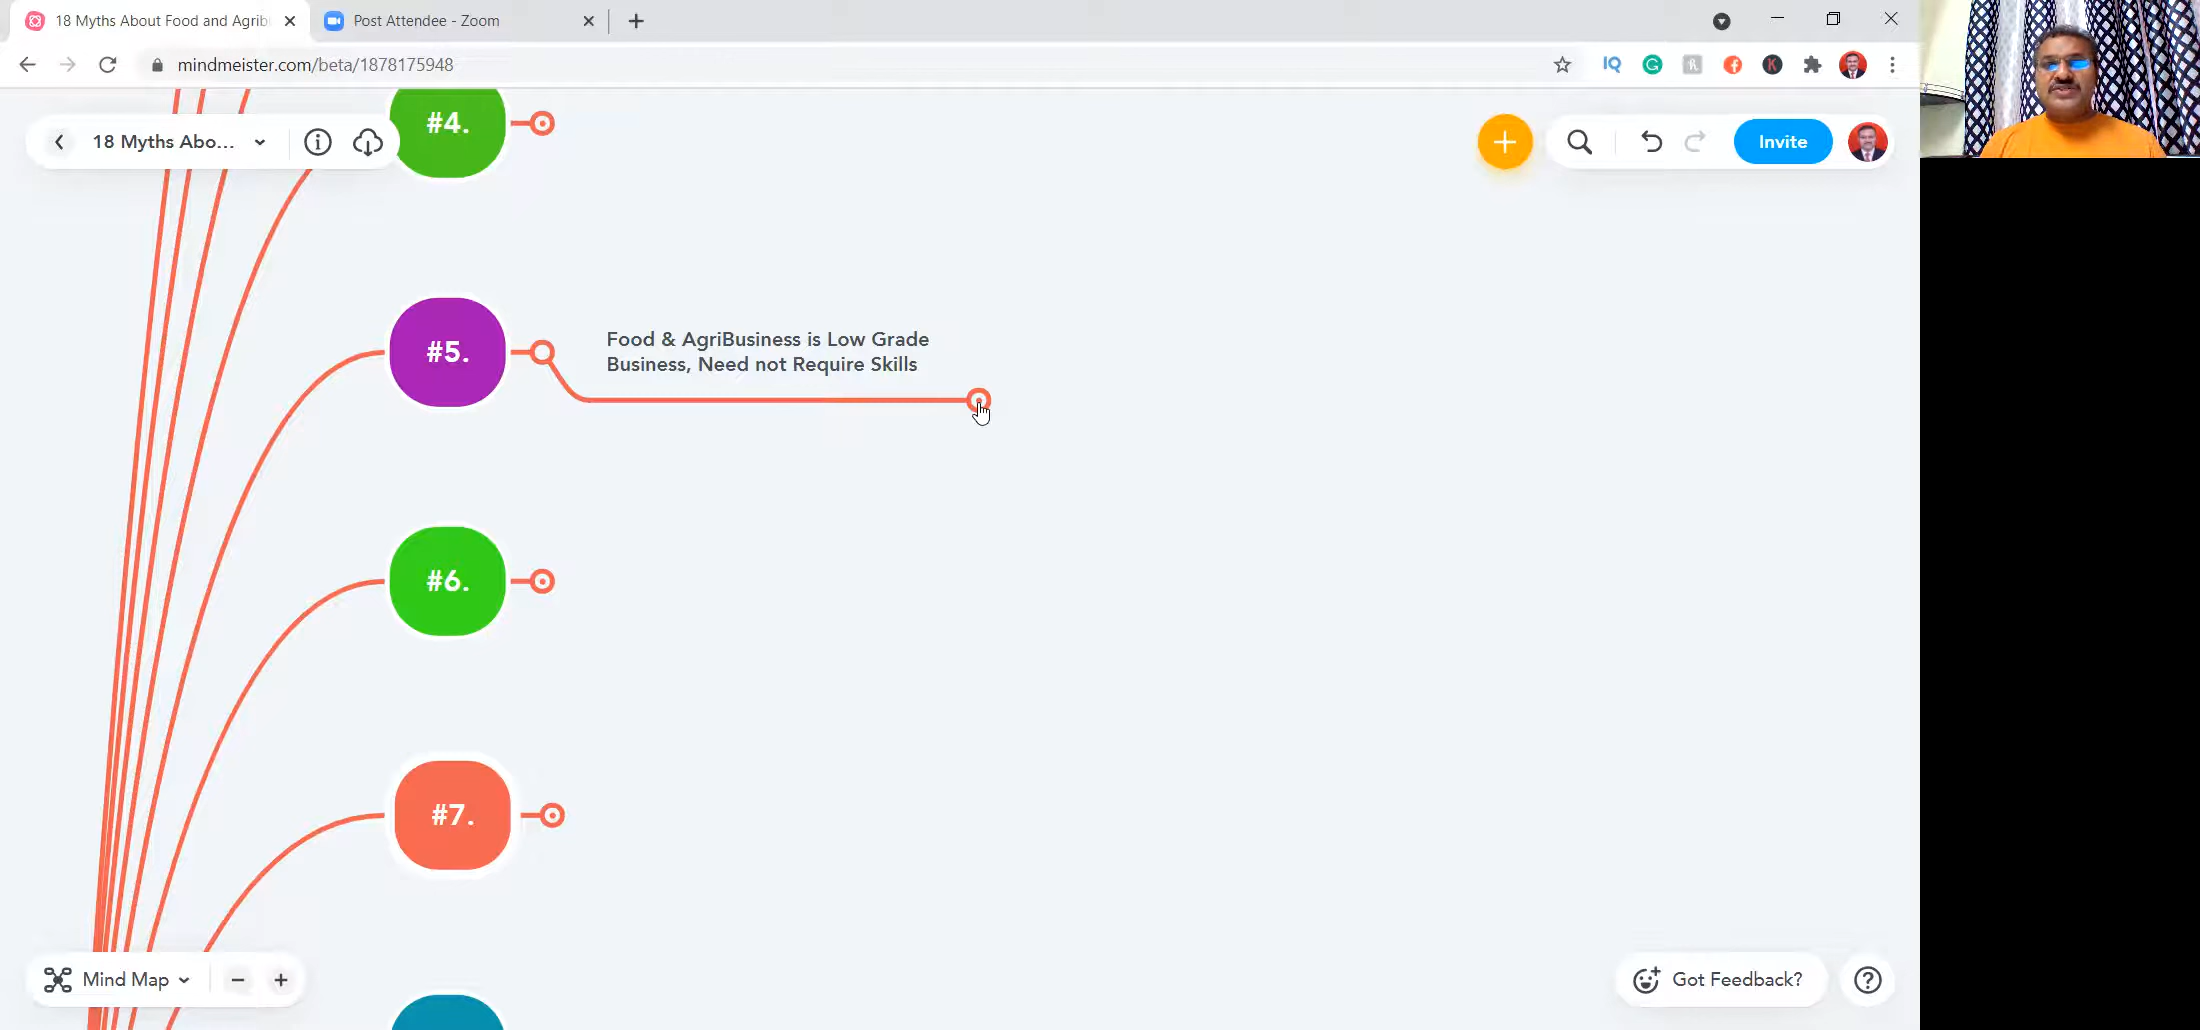 18 Myths About Food and Agrib
Post Attendee - Zoom
mindmeister.com/beta/1878175948
IQ
18 Myths Abo...
Invite
#4.
#5.
Food & AgriBusiness is Low Grade
Business, Need not Require Skills
#6.
#7.
Mind Map
Got Feedback?